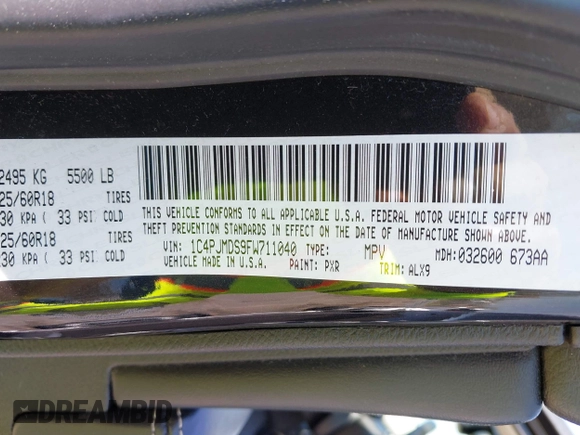 2495 KG 5500 LB
25/60R18 TIRES
30 KPA ( 33 PSI COLD
25/60R18 TIRES
30 KPA ( 33 PSI COLD
THIS VEHICLE CONFORMS TO ALL APPLICABLE U.S.A. FEDERAL MOTOR VEHICLE SAFETY AND
THEFT PREVENTION STANDARDS IN EFFECT ON THE DATE OF MANUFACTURE SHOWN ABOVE.
VIN: 1C4PJMDS9FW711040 TYPE: MPV MDH:032600 673AA
VEHICLE MADE IN U.S.A. PAINT: PXR TRIM: ALX9
DREAMBID